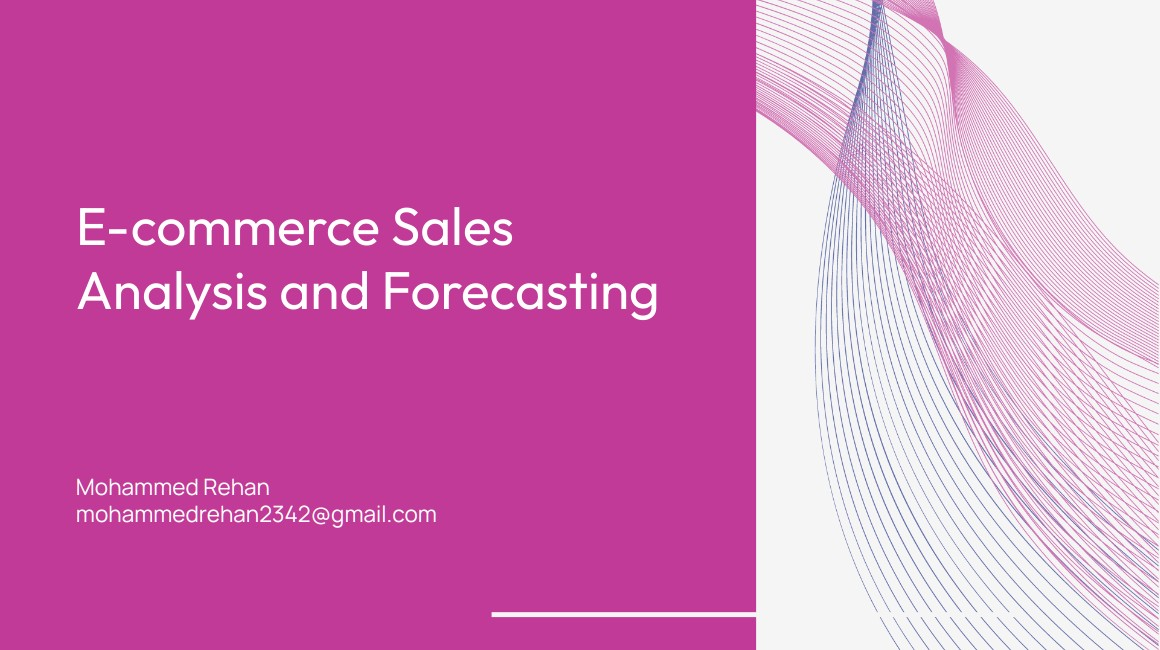 E-commerce Sales
Analysis and Forecasting
Mohammed Rehan
mohammedrehan2342@gmail.com